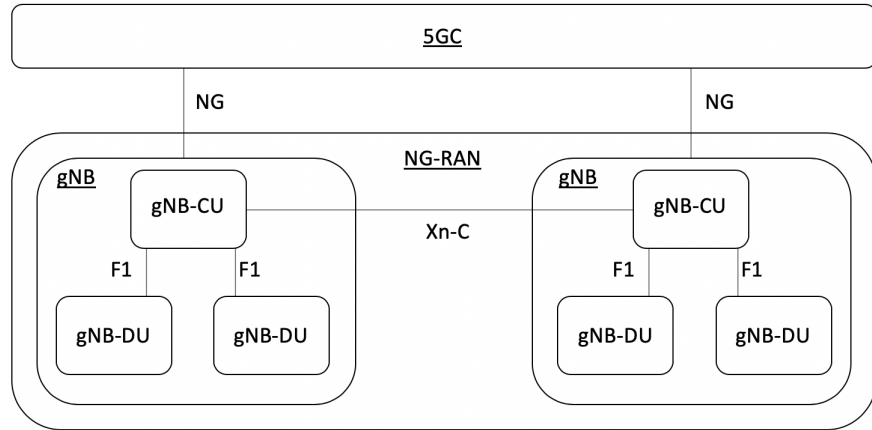 5GC
NG
NG
NG-RAN
gNB
gNB
gNB-CU
gNB-CU
Xn-C
F1
F1
F1
F1
gNB-DU
gNB-DU
gNB-DU
gNB-DU